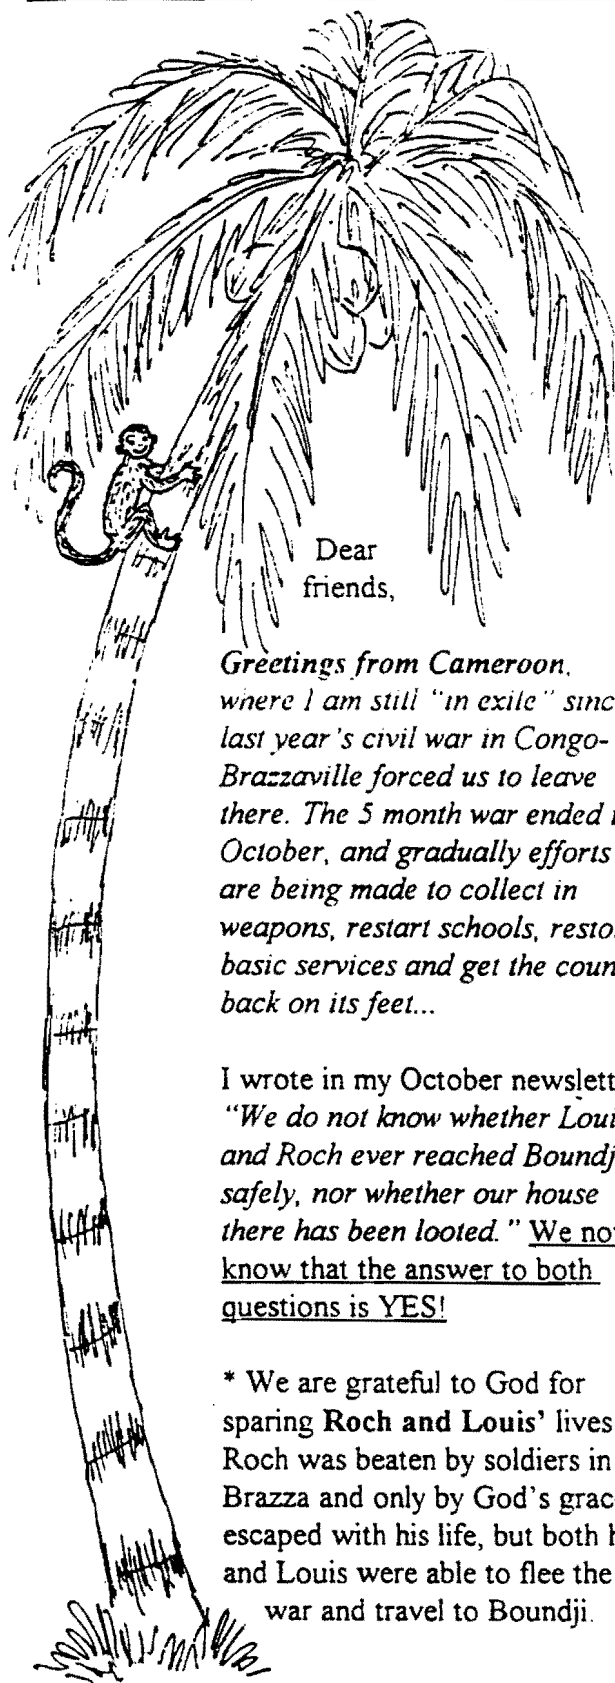 Dear
friends,
Greetings from Cameroon,
where I am still "in exile" sinc
last year's civil war in Congo-
Brazzaville forced us to leave
there. The 5 month war ended
October, and gradually efforts
are being made to collect in
weapons, restart schools, resto
basic services and get the coun
back on its feet...
I wrote in my October newslett
"We do not know whether Loui
and Roch ever reached Boundj
safely, nor whether our house
there has been looted." We no
know that the answer to both
questions is YES!
* We are grateful to God for
sparing Roch and Louis' lives
Roch was beaten by soldiers in
Brazza and only by God's grac
escaped with his life, but both h
and Louis were able to flee the
war and travel to Boundji.